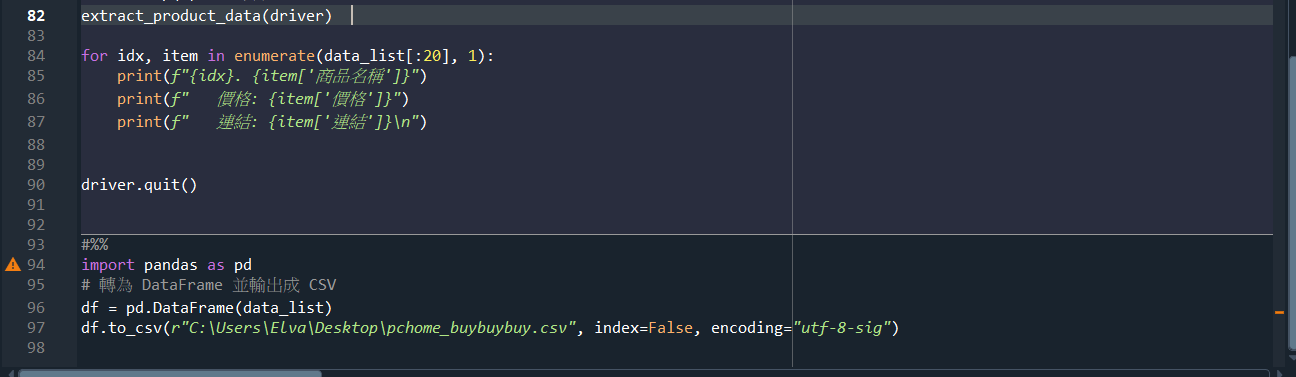 82 extract_product_data(driver)
83
84 for idx, item in enumerate(data_list[:20], 1):
85     print(f"{idx}. {item['商品名稱']}")
86     print(f"   價格: {item['價格']}")
87     print(f"   連結: {item['連結']}\n")
88
89
90 driver.quit()
91
92
93 #%%
94 import pandas as pd
95 # 轉為 DataFrame 並輸出成 CSV
96 df = pd.DataFrame(data_list)
97 df.to_csv(r"C:\Users\Elva\Desktop\pchome_buybuybuy.csv", index=False, encoding="utf-8-sig")
98